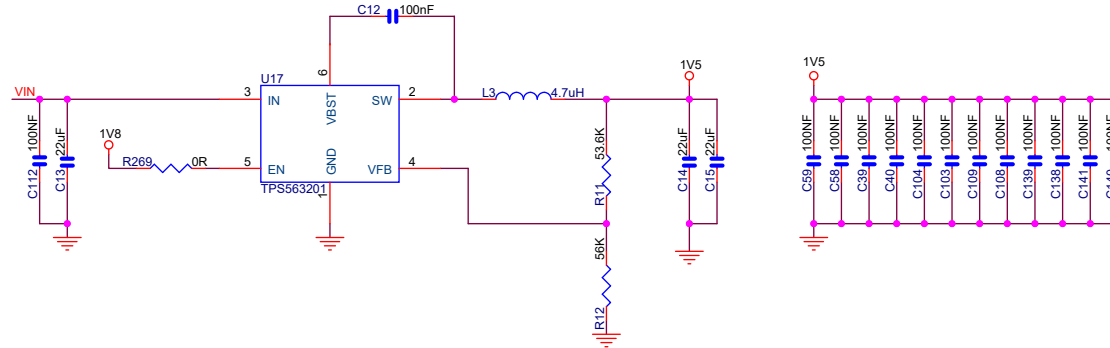 C12 100nF
VIN
U17
6
3 IN
VBST
SW 2
L3 4.7uH
1V5
1V5
100NF
C112
22uF
C13
1V8
R269 0R
5 EN
GND
VFB 4
TPS563201
1
53.6K
R11
56K
R12
22uF
C14
22uF
C15
100NF
C59
100NF
C58
100NF
C39
100NF
C40
100NF
C104
100NF
C103
100NF
C109
100NF
C108
100NF
C139
100NF
C138
100NF
C141
100NF